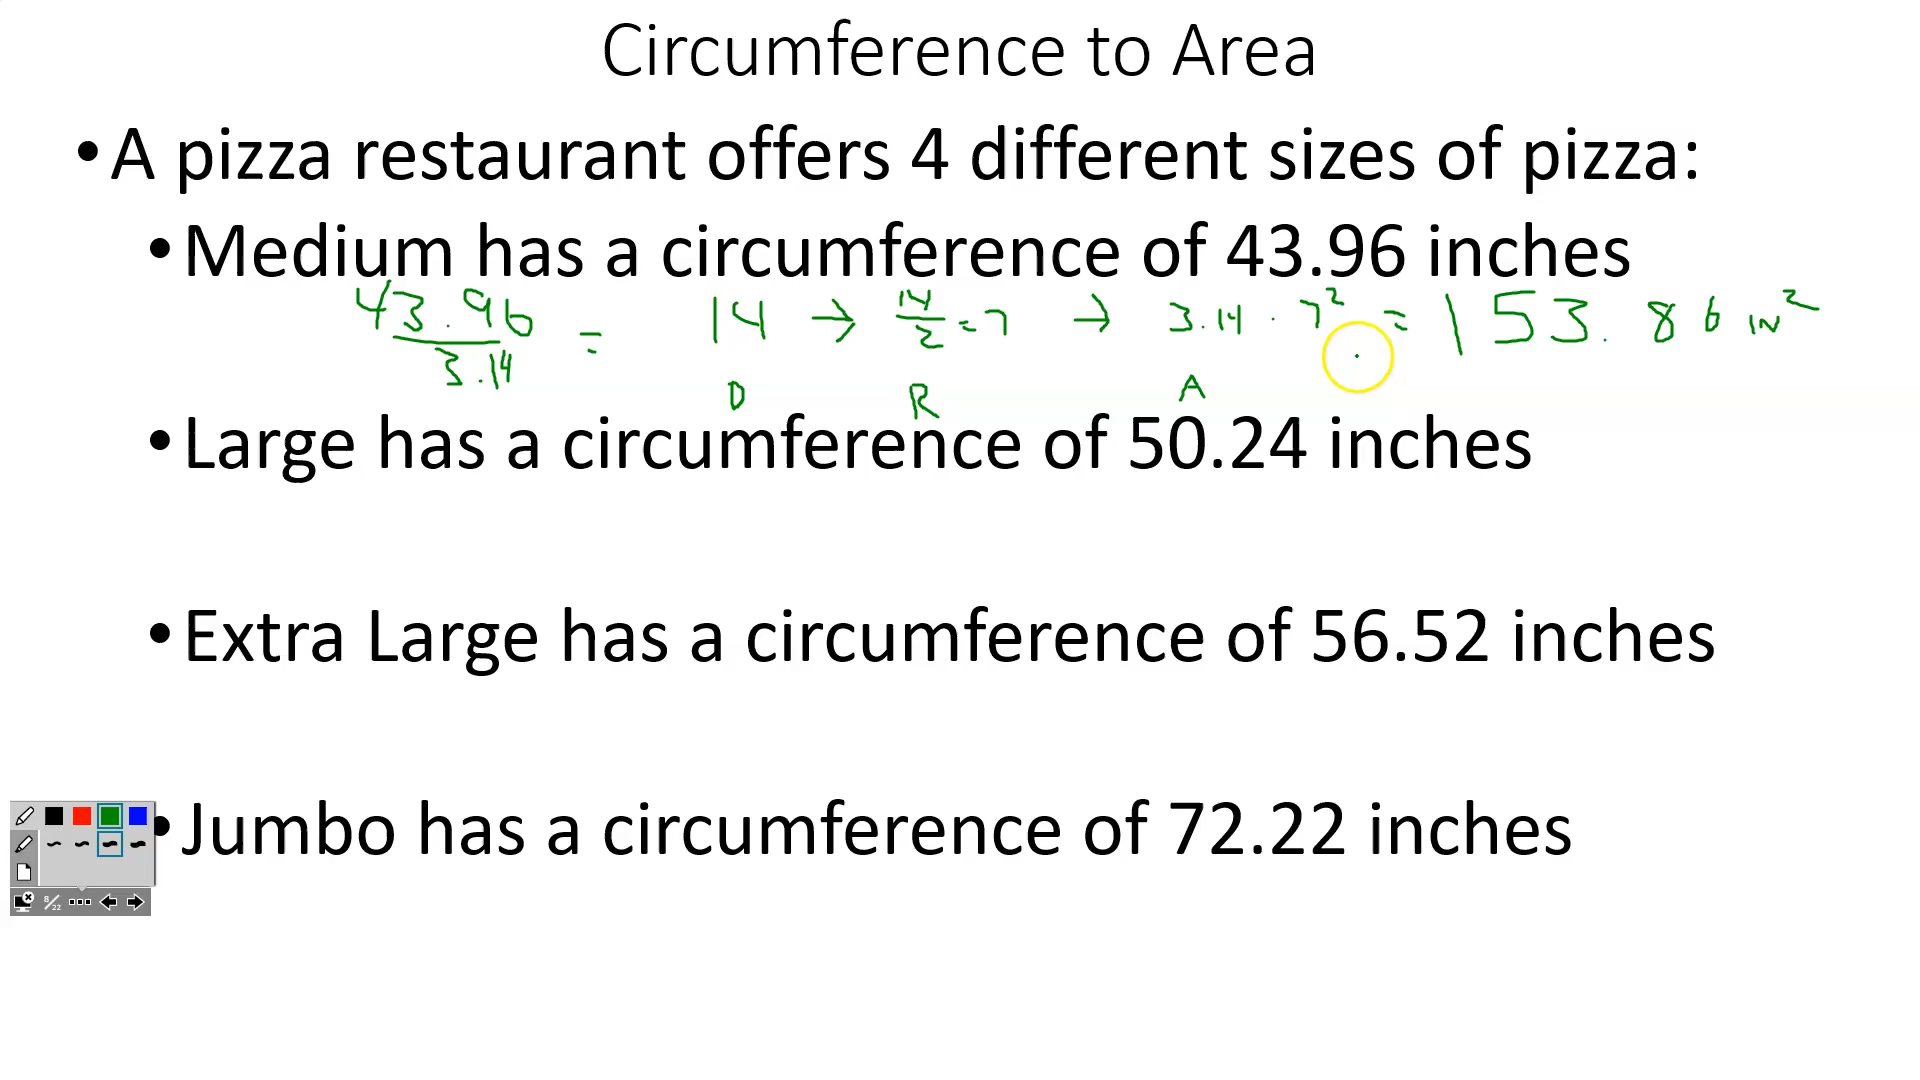 Circumference to Area
• A pizza restaurant offers 4 different sizes of pizza:
• Medium has a circumference of 43.96 inches
43.96 / 3.14 = 14 → 14/2 = 7 → 3.14 · 7² = 153.86 in²
D R A
• Large has a circumference of 50.24 inches
• Extra Large has a circumference of 56.52 inches
• Jumbo has a circumference of 72.22 inches
8/22